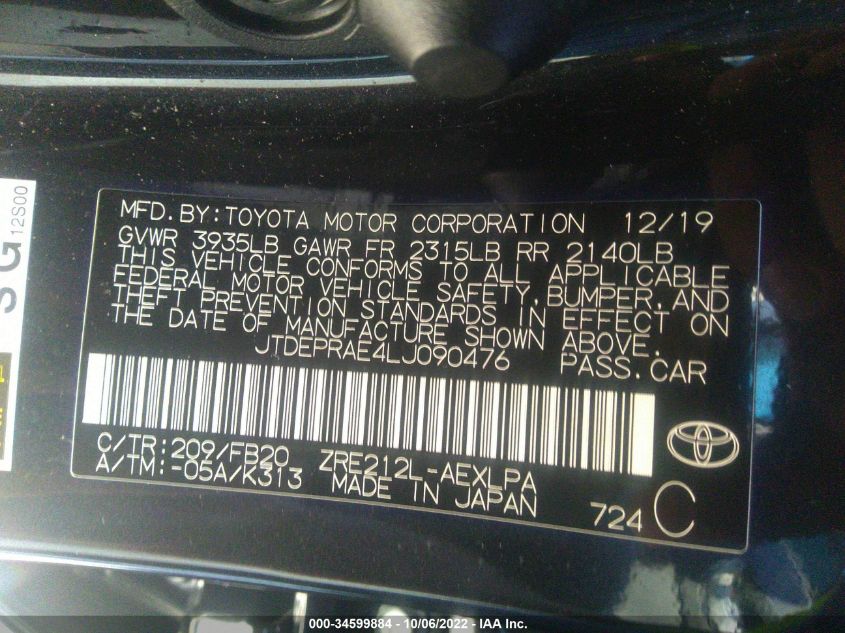 MFD.BY:TOYOTA MOTOR CORPORATION 12/19
GVWR 3935LB GAWR FR 2315LB RR 2140LB
THIS VEHICLE CONFORMS TO ALL APPLICABLE
FEDERAL MOTOR VEHICLE SAFETY,BUMPER,AND
THEFT PREVENTION STANDARDS IN EFFECT ON
THE DATE OF MANUFACTURE SHOWN ABOVE.
JTDEPRAE4LJ090476 PASS.CAR
C/TR:209/FB20 ZRE212L-AEXLPA
A/TM:-05A/K313 MADE IN JAPAN
724 C
12S00
000-34599884 - 10/06/2022 - IAA Inc.